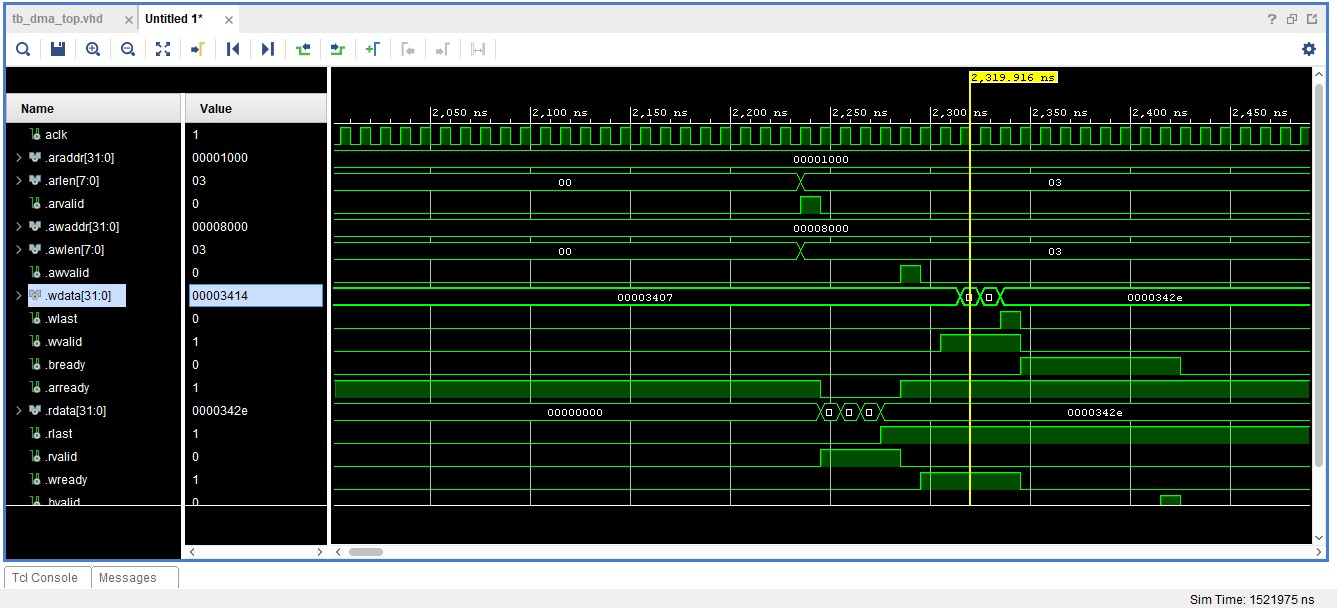 tb_dma_top.vhd × Untitled 1* ×
?
2,319.916 ns
Name Value
2,050 ns 2,100 ns 2,150 ns 2,200 ns 2,250 ns 2,300 ns 2,350 ns 2,400 ns 2,450 ns
aclk 1
.araddr[31:0] 00001000 00001000
.arlen[7:0] 03 00 03
.arvalid 0
.awaddr[31:0] 00008000 00008000
.awlen[7:0] 03 00 03
.awvalid 0
.wdata[31:0] 00003414 00003407 0000342e
.wlast 0
.wvalid 1
.bready 0
.arready 1
.rdata[31:0] 0000342e 00000000 0000342e
.rlast 1
.rvalid 0
.wready 1
.bvalid 0
Tcl Console Messages
Sim Time: 1521975 ns